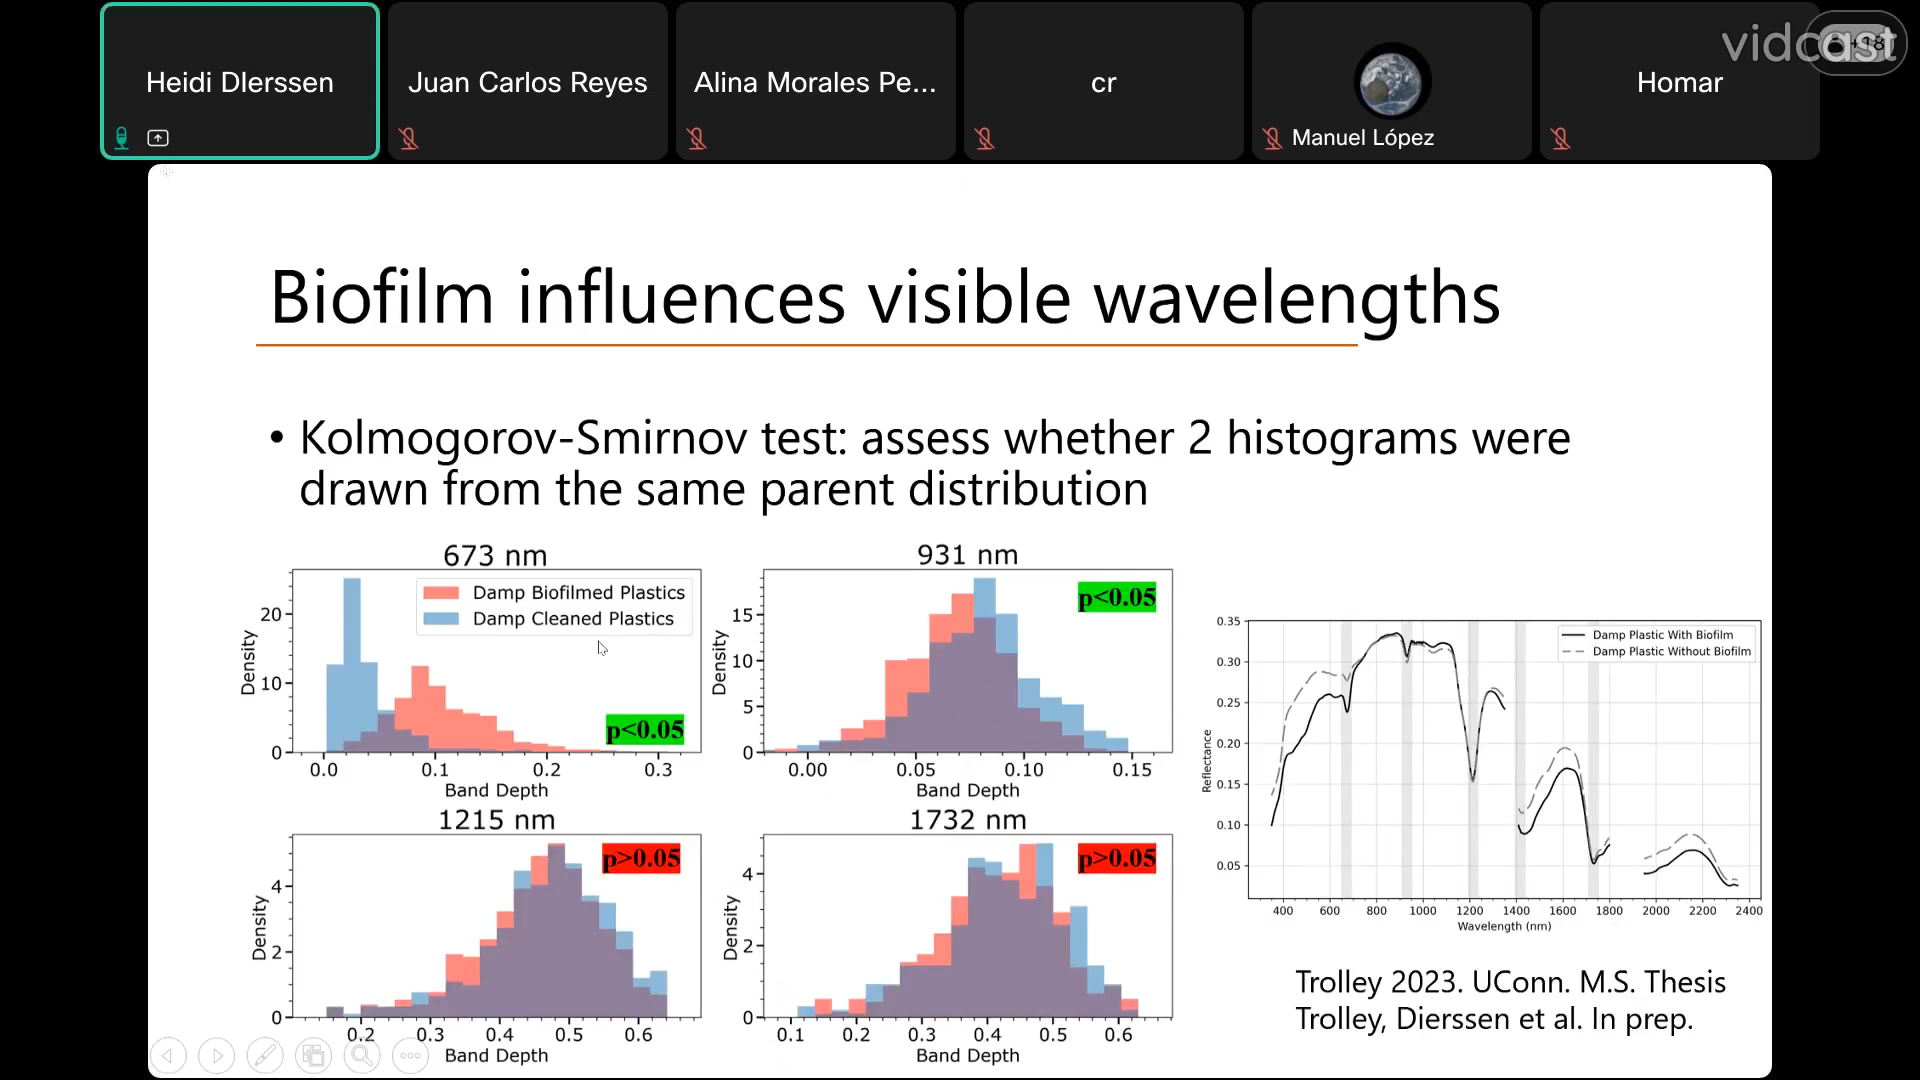 Heidi DIerssen
Juan Carlos Reyes
Alina Morales Pe...
cr
Manuel López
Homar
vidcast
+18
Biofilm influences visible wavelengths
• Kolmogorov-Smirnov test: assess whether 2 histograms were
drawn from the same parent distribution
673 nm
Damp Biofilmed Plastics
Damp Cleaned Plastics
p<0.05
Density
20
10
0
0.0 0.1 0.2 0.3
Band Depth
931 nm
p<0.05
Density
15
10
5
0
0.00 0.05 0.10 0.15
Band Depth
1215 nm
p>0.05
Density
4
2
0
0.2 0.3 0.4 0.5 0.6
Band Depth
1732 nm
p>0.05
Density
4
2
0
0.1 0.2 0.3 0.4 0.5 0.6
Band Depth
Damp Plastic With Biofilm
Damp Plastic Without Biofilm
Reflectance
0.35
0.30
0.25
0.20
0.15
0.10
0.05
400 600 800 1000 1200 1400 1600 1800 2000 2200 2400
Wavelength (nm)
Trolley 2023. UConn. M.S. Thesis
Trolley, Dierssen et al. In prep.